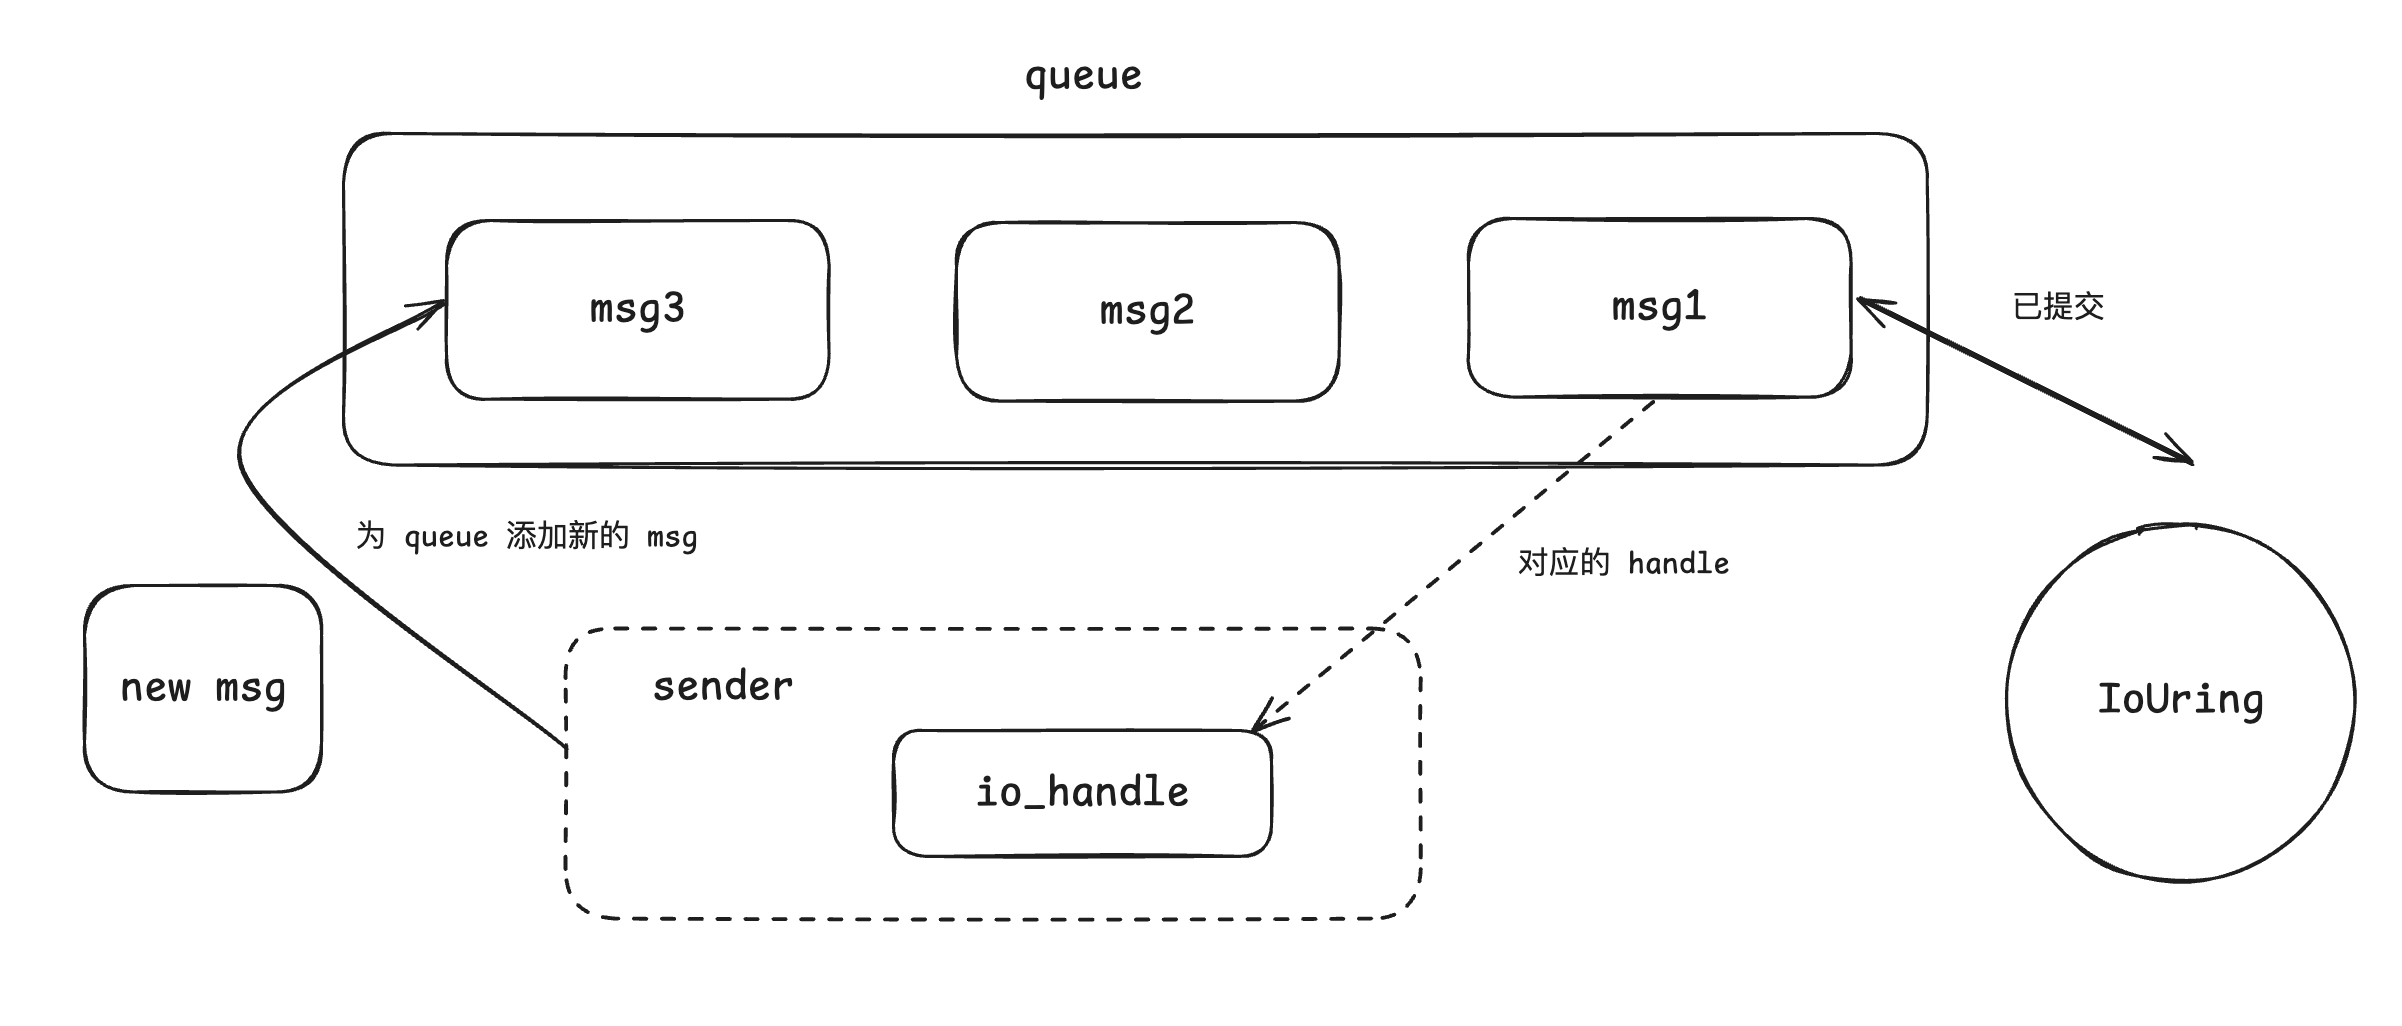 queue
msg3
msg2
msg1
已提交
为 queue 添加新的 msg
对应的 handle
new msg
sender
IoUring
io_handle